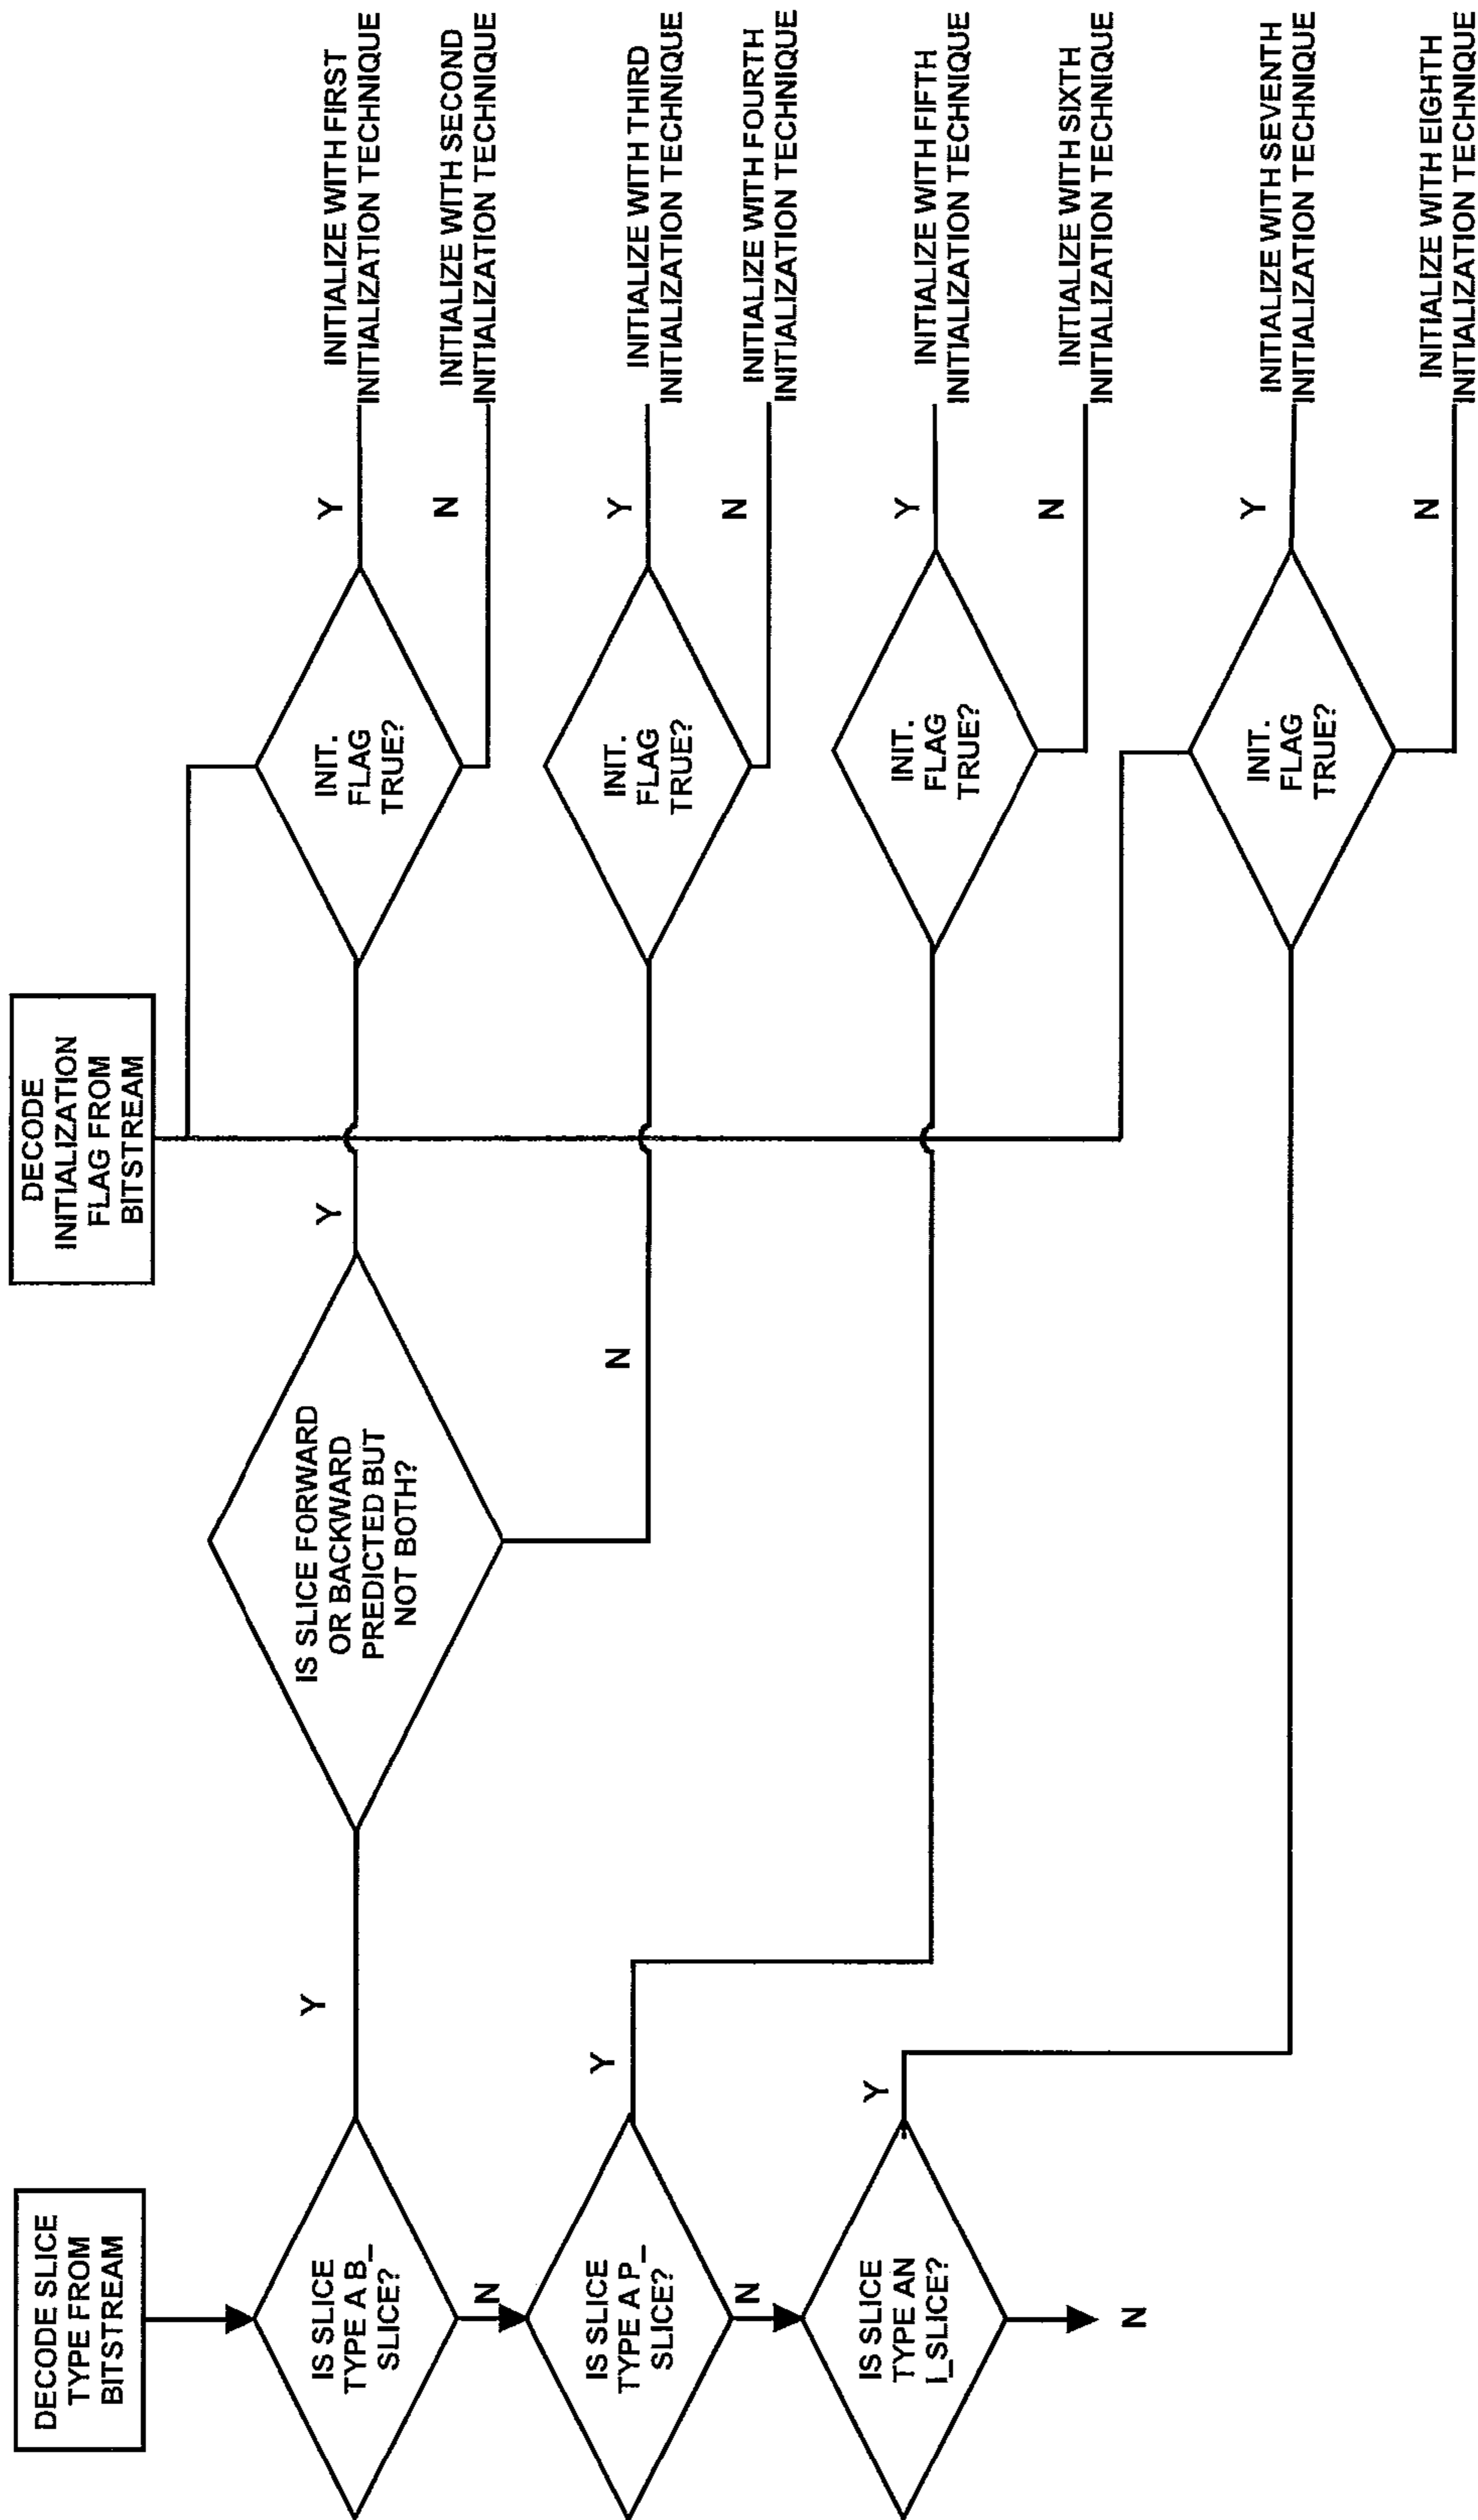 DECODE SLICE
TYPE FROM
BITSTREAM
IS SLICE
TYPE A B_
SLICE?
Y
N
IS SLICE
TYPE A P_
SLICE?
Y
N
IS SLICE
TYPE AN
I_SLICE?
Y
N
IS SLICE FORWARD
OR BACKWARD
PREDICTED BUT
NOT BOTH?
Y
N
DECODE
INITIALIZATION
FLAG FROM
BITSTREAM
INIT.
FLAG
TRUE?
Y
INITIALIZE WITH FIRST
INITIALIZATION TECHNIQUE
N
INITIALIZE WITH SECOND
INITIALIZATION TECHNIQUE
INIT.
FLAG
TRUE?
Y
INITIALIZE WITH THIRD
INITIALIZATION TECHNIQUE
N
INITIALIZE WITH FOURTH
INITIALIZATION TECHNIQUE
INIT.
FLAG
TRUE?
Y
INITIALIZE WITH FIFTH
INITIALIZATION TECHNIQUE
N
INITIALIZE WITH SIXTH
INITIALIZATION TECHNIQUE
INIT.
FLAG
TRUE?
Y
INITIALIZE WITH SEVENTH
INITIALIZATION TECHNIQUE
N
INITIALIZE WITH EIGHTH
INITIALIZATION TECHNIQUE